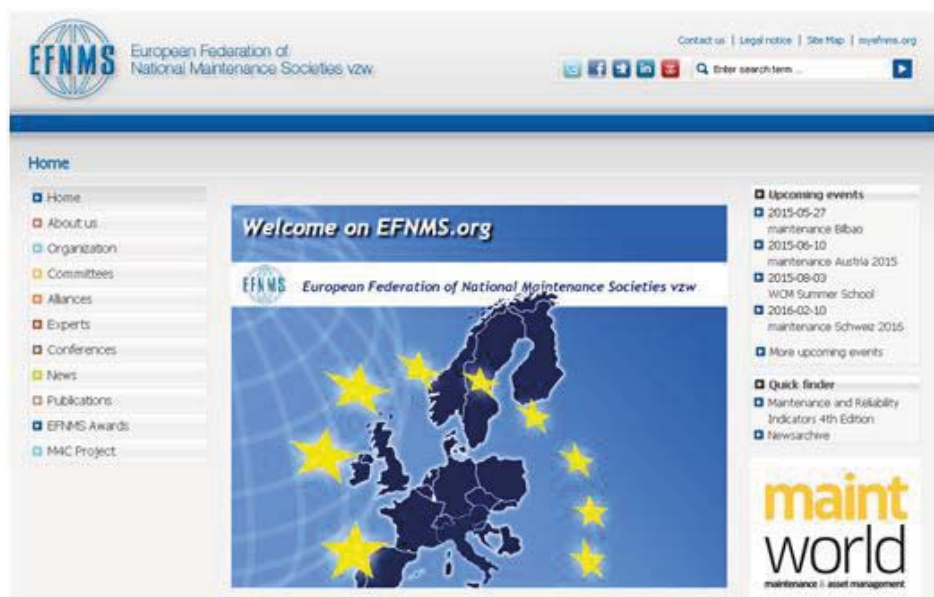 EFNMS
European Federation of
National Maintenance Societies vzw
Contact us | Legal notice | Site Map | myefnms.org
Enter search term ...
Home
Home
About us
Organization
Committees
Alliances
Experts
Conferences
News
Publications
EFNMS Awards
M4C Project
Welcome on EFNMS.org
EFNMS European Federation of National Maintenance Societies vzw
Upcoming events
2015-05-27
maintenance Bilbao
2015-06-10
maintenance Austria 2015
2015-08-03
WCM Summer School
2016-02-10
maintenance Schweiz 2016
More upcoming events
Quick finder
Maintenance and Reliability
Indicators 4th Edition
Newsarchive
maint
world
maintenance & asset management